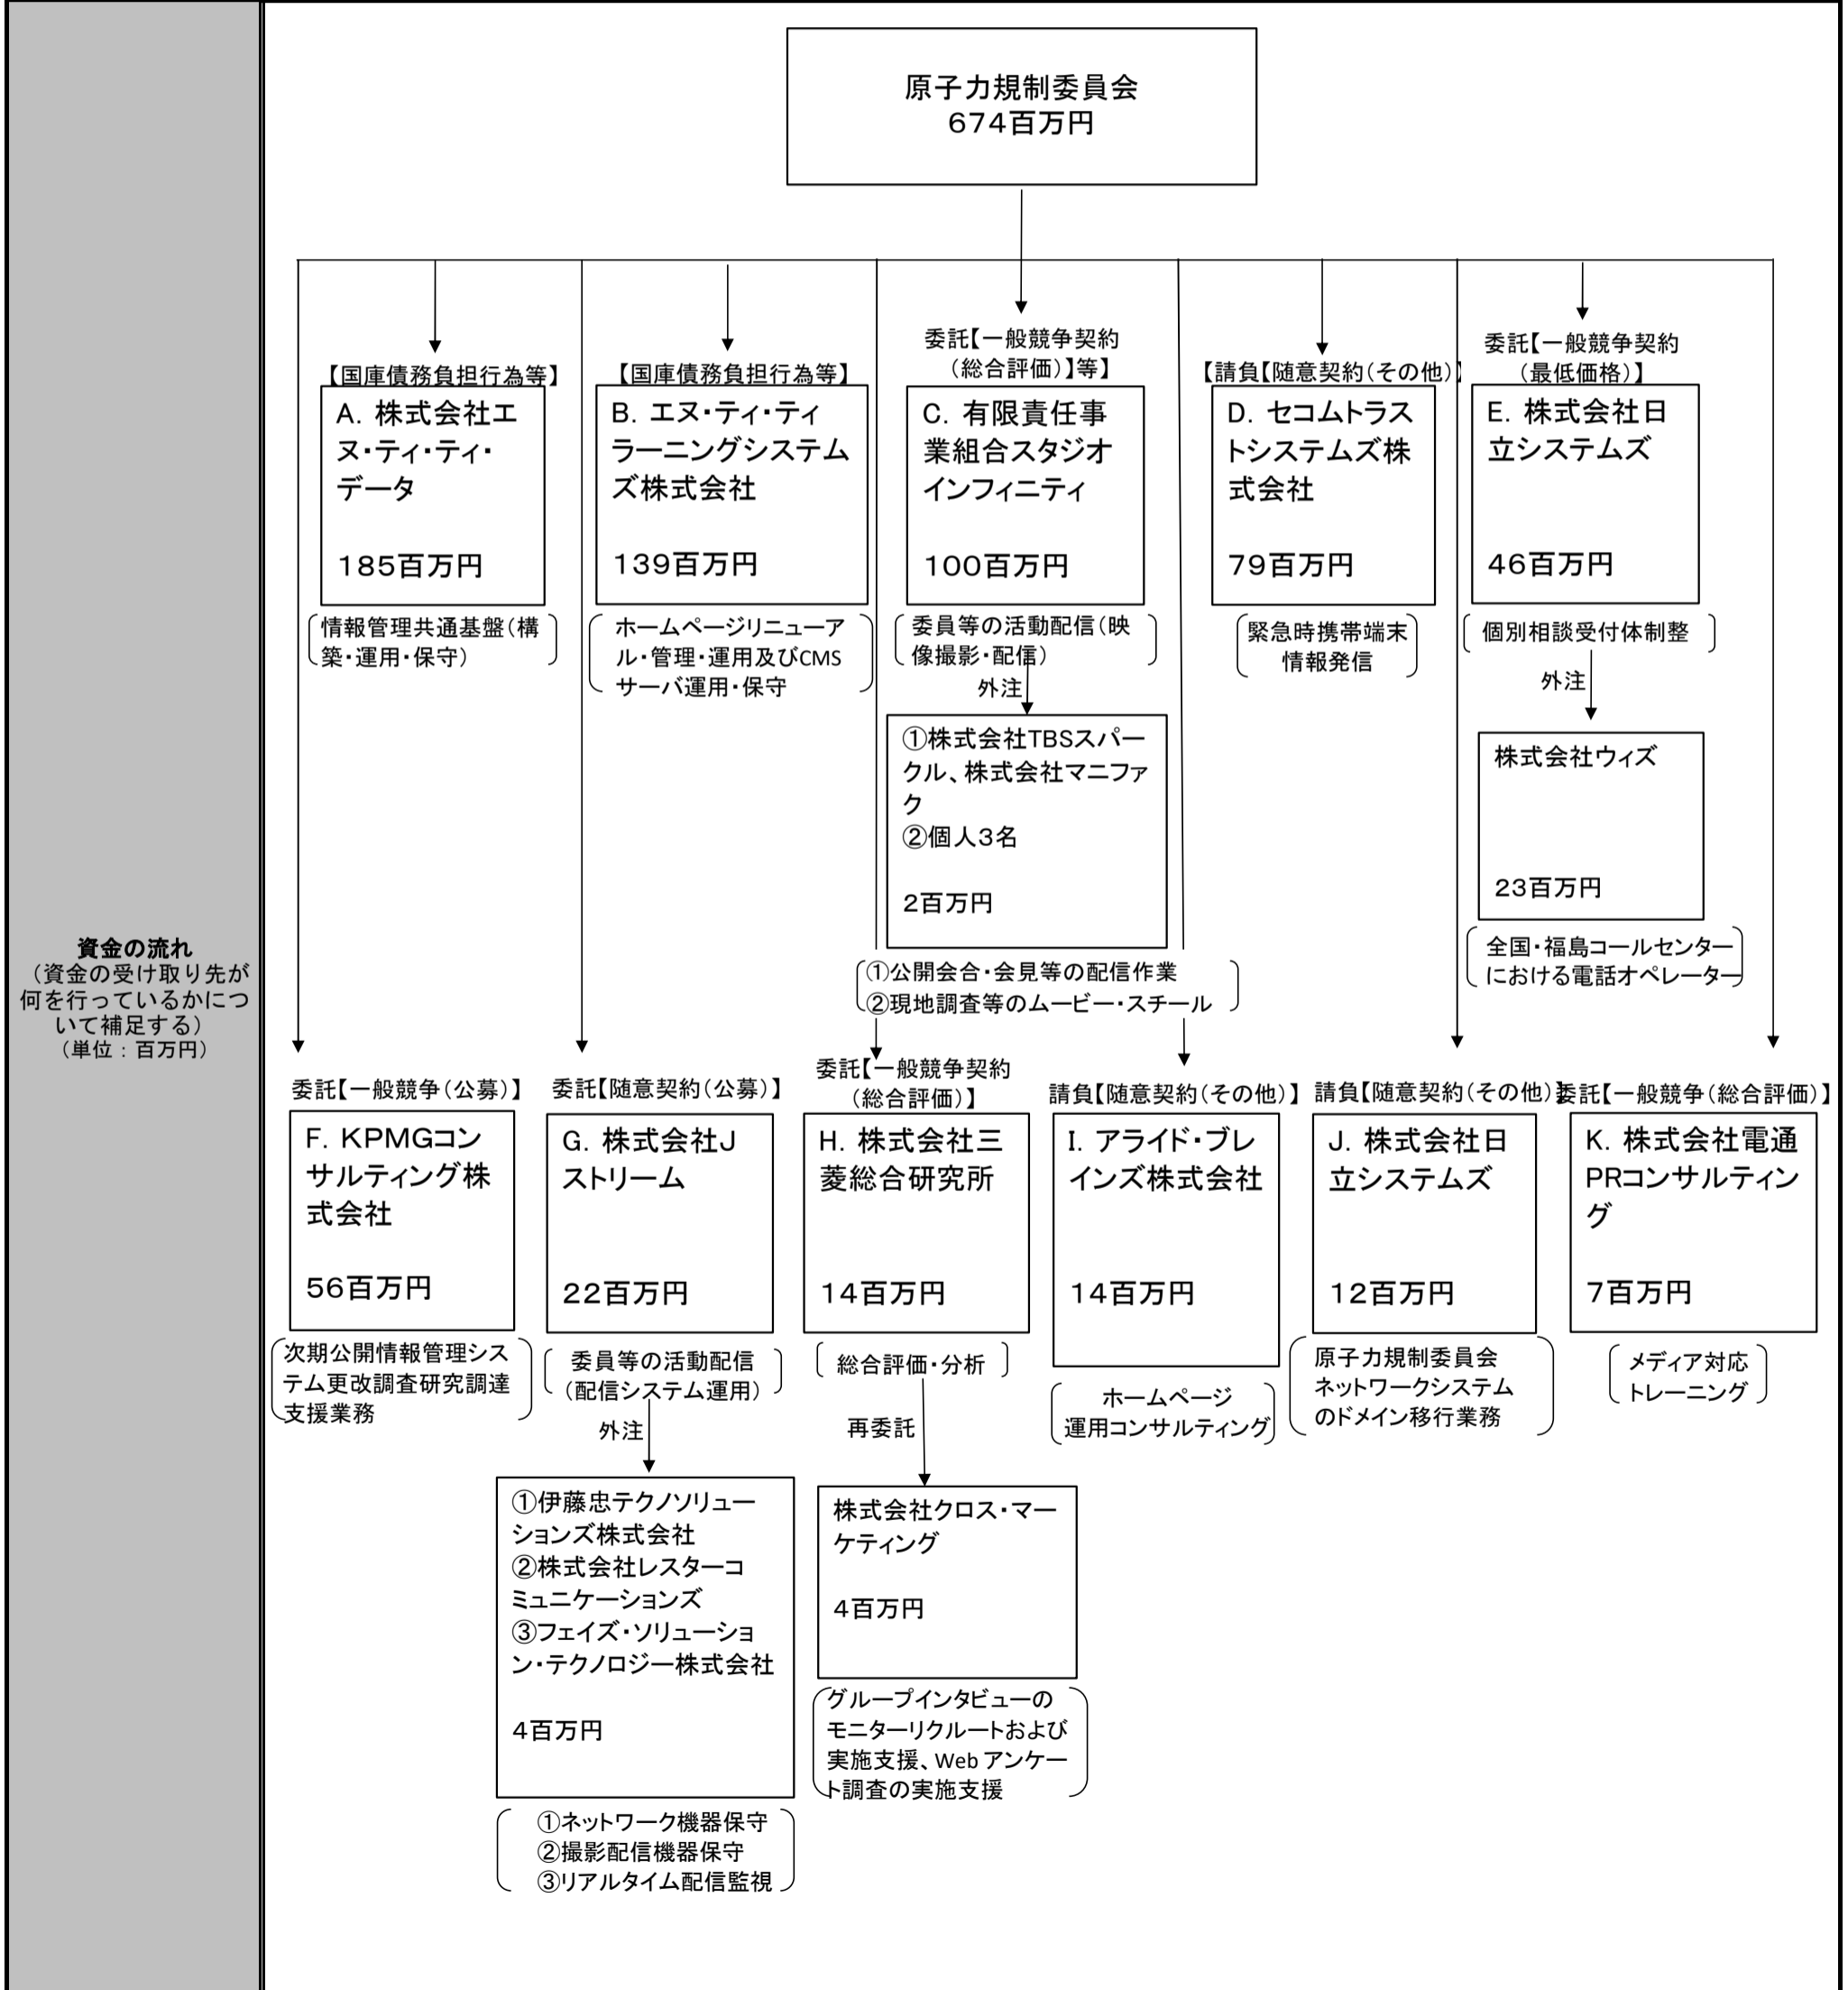 原子力規制委員会
674百万円
資金の流れ
（資金の受け取り先が
何を行っているかにつ
いて補足する）
（単位：百万円）
【国庫債務負担行為等】
A. 株式会社エ
ヌ・ティ・ティ・
データ
185百万円
情報管理共通基盤（構
築・運用・保守）
【国庫債務負担行為等】
B. エヌ・ティ・ティ
ラーニングシステム
ズ株式会社
139百万円
ホームページリニューア
ル・管理・運用及びCMS
サーバ運用・保守
委託【一般競争契約
（総合評価）】等】
C. 有限責任事
業組合スタジオ
インフィニティ
100百万円
委員等の活動配信（映
像撮影・配信）
外注
①株式会社TBSスパー
クル、株式会社マニファ
ク
②個人3名
2百万円
①公開会合・会見等の配信作業
②現地調査等のムービー・スチール
【請負【随意契約（その他）】
D. セコムトラス
トシステムズ株
式会社
79百万円
緊急時携帯端末
情報発信
委託【一般競争契約
（最低価格）】
E. 株式会社日
立システムズ
46百万円
個別相談受付体制整
外注
株式会社ウィズ
23百万円
全国・福島コールセンター
における電話オペレーター
委託【一般競争（公募）】
F. KPMGコン
サルティング株
式会社
56百万円
次期公開情報管理シス
テム更改調査研究調達
支援業務
委託【随意契約（公募）】
G. 株式会社J
ストリーム
22百万円
委員等の活動配信
（配信システム運用）
外注
①伊藤忠テクノソリュー
ションズ株式会社
②株式会社レスターコ
ミュニケーションズ
③フェイズ・ソリューショ
ン・テクノロジー株式会社
4百万円
①ネットワーク機器保守
②撮影配信機器保守
③リアルタイム配信監視
委託【一般競争契約
（総合評価）】
H. 株式会社三
菱総合研究所
14百万円
総合評価・分析
再委託
株式会社クロス・マー
ケティング
4百万円
グループインタビューの
モニターリクルートおよび
実施支援、Web アンケー
ト調査の実施支援
請負【随意契約（その他）】
I. アライド・ブレ
インズ株式会社
14百万円
ホームページ
運用コンサルティング
請負【随意契約（その他）】
J. 株式会社日
立システムズ
12百万円
原子力規制委員会
ネットワークシステム
のドメイン移行業務
委託【一般競争（総合評価）】
K. 株式会社電通
PRコンサルティン
グ
7百万円
メディア対応
トレーニング